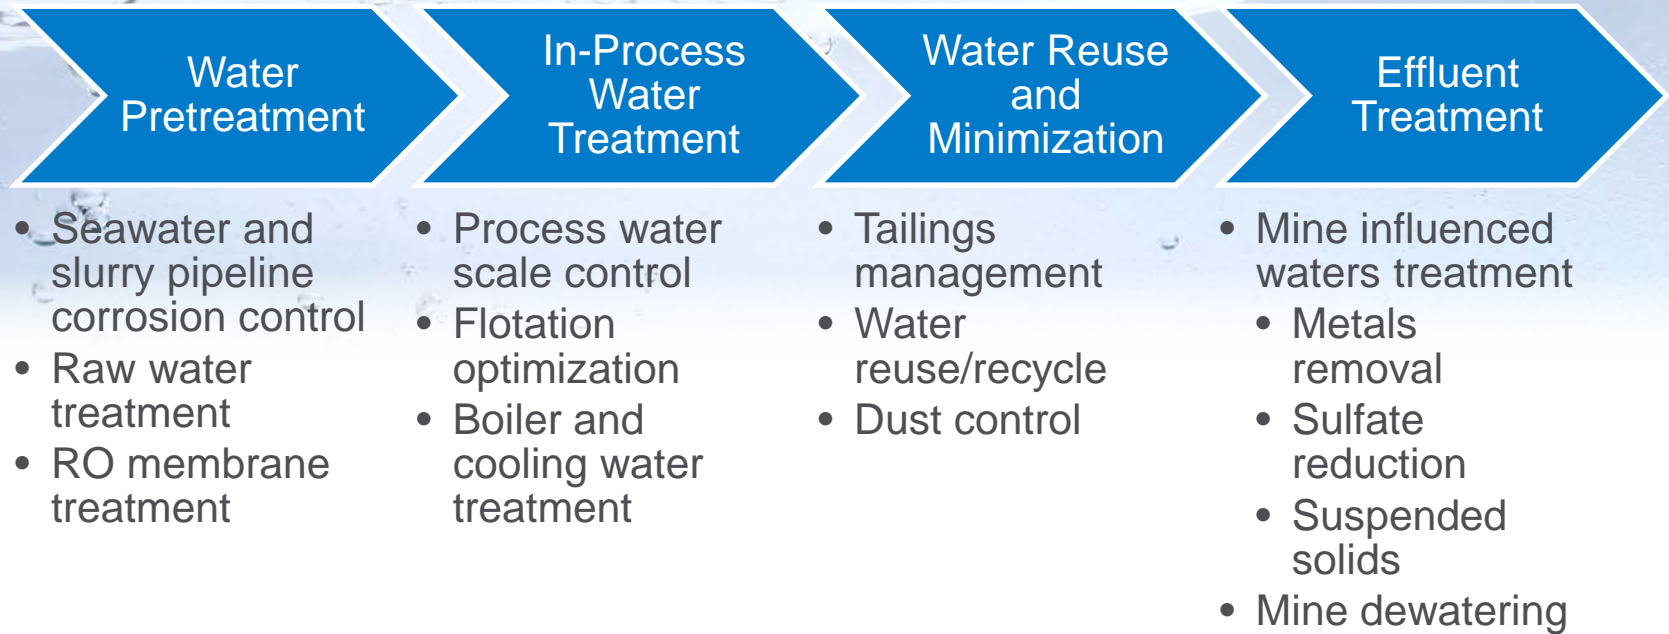 Water
Pretreatment
In-Process
Water
Treatment
Water Reuse
and
Minimization
Effluent
Treatment
• Seawater and
slurry pipeline
corrosion control
• Raw water
treatment
• RO membrane
treatment
• Process water
scale control
• Flotation
optimization
• Boiler and
cooling water
treatment
• Tailings
management
• Water
reuse/recycle
• Dust control
• Mine influenced
waters treatment
• Metals
removal
• Sulfate
reduction
• Suspended
solids
• Mine dewatering